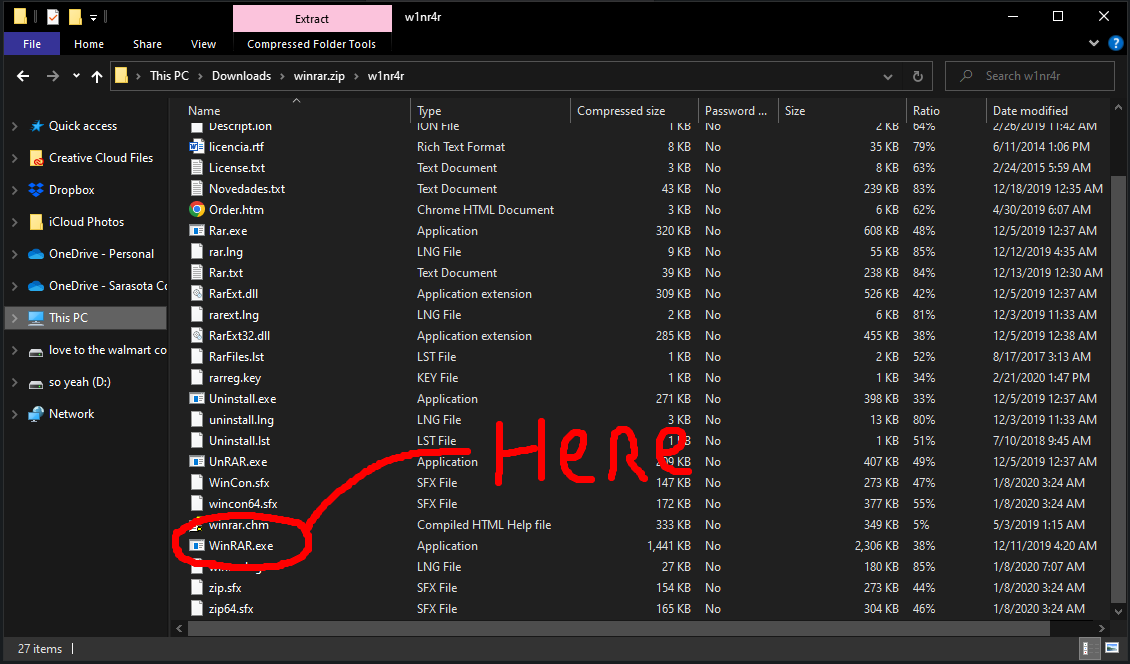 Extract
w1nr4r
File Home Share View Compressed Folder Tools
This PC Downloads winrar.zip w1nr4r
Search w1nr4r
Name Type Compressed size Password ... Size Ratio Date modified
Quick access
Creative Cloud Files
Dropbox
iCloud Photos
OneDrive - Personal
OneDrive - Sarasota Co
This PC
love to the walmart co
so yeah (D:)
Network
Descript.ion ION File 1 KB No 2 KB 64% 2/26/2019 11:42 AM
licencia.rtf Rich Text Format 8 KB No 35 KB 79% 6/11/2014 1:06 PM
License.txt Text Document 3 KB No 8 KB 63% 2/24/2015 5:59 AM
Novedades.txt Text Document 43 KB No 239 KB 83% 12/18/2019 12:35 AM
Order.htm Chrome HTML Document 3 KB No 6 KB 62% 4/30/2019 6:07 AM
Rar.exe Application 320 KB No 608 KB 48% 12/5/2019 12:37 AM
rar.lng LNG File 9 KB No 55 KB 85% 12/12/2019 4:35 AM
Rar.txt Text Document 39 KB No 238 KB 84% 12/13/2019 12:30 AM
RarExt.dll Application extension 309 KB No 526 KB 42% 12/5/2019 12:37 AM
rarext.lng LNG File 2 KB No 6 KB 81% 12/3/2019 11:33 AM
RarExt32.dll Application extension 285 KB No 455 KB 38% 12/5/2019 12:38 AM
RarFiles.lst LST File 1 KB No 2 KB 52% 8/17/2017 3:13 AM
rarreg.key KEY File 1 KB No 1 KB 34% 2/21/2020 1:47 PM
Uninstall.exe Application 271 KB No 398 KB 33% 12/5/2019 12:37 AM
uninstall.lng LNG File 3 KB No 13 KB 80% 12/3/2019 11:33 AM
Uninstall.lst LST File 1 KB No 1 KB 51% 7/10/2018 9:45 AM
UnRAR.exe Application KB No 407 KB 49% 12/5/2019 12:37 AM
WinCon.sfx SFX File 147 KB No 273 KB 47% 1/8/2020 3:24 AM
wincon64.sfx SFX File 172 KB No 377 KB 55% 1/8/2020 3:24 AM
winrar.chm Compiled HTML Help file 333 KB No 349 KB 5% 5/3/2019 1:15 AM
WinRAR.exe Application 1,441 KB No 2,306 KB 38% 12/11/2019 4:20 AM
LNG File 27 KB No 180 KB 85% 1/8/2020 7:07 AM
zip.sfx SFX File 154 KB No 273 KB 44% 1/8/2020 3:24 AM
zip64.sfx SFX File 165 KB No 304 KB 46% 1/8/2020 3:24 AM
HeRe
27 items